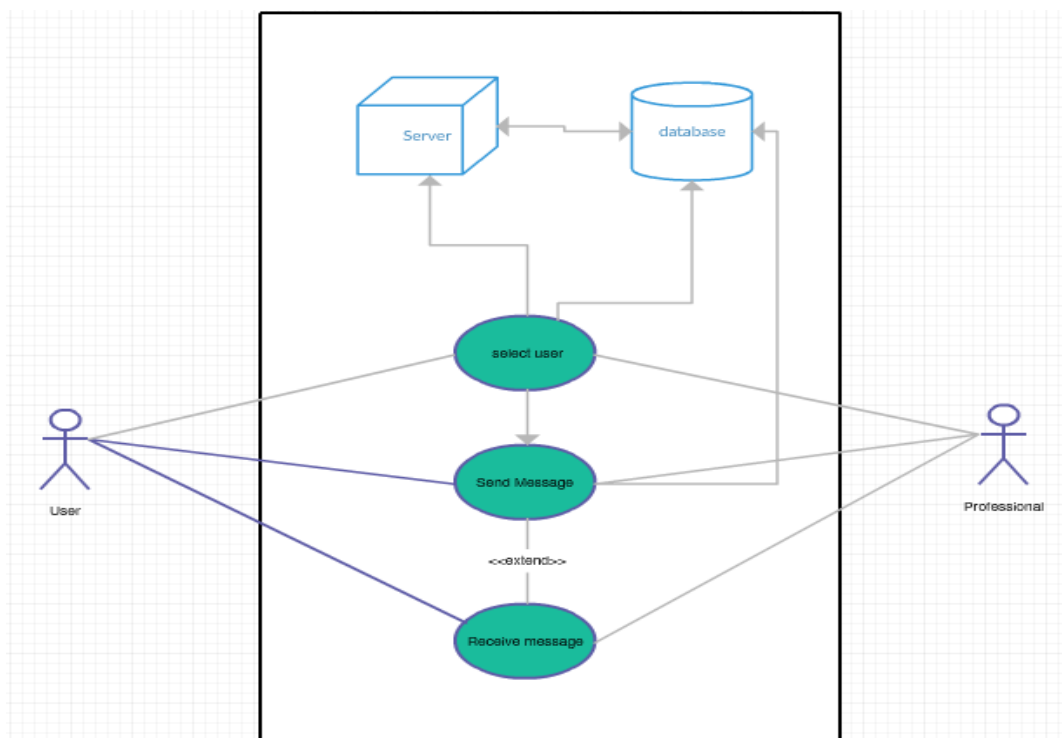 Server
database
select user
Send Message
User
Professional
<<extend>>
Receive message